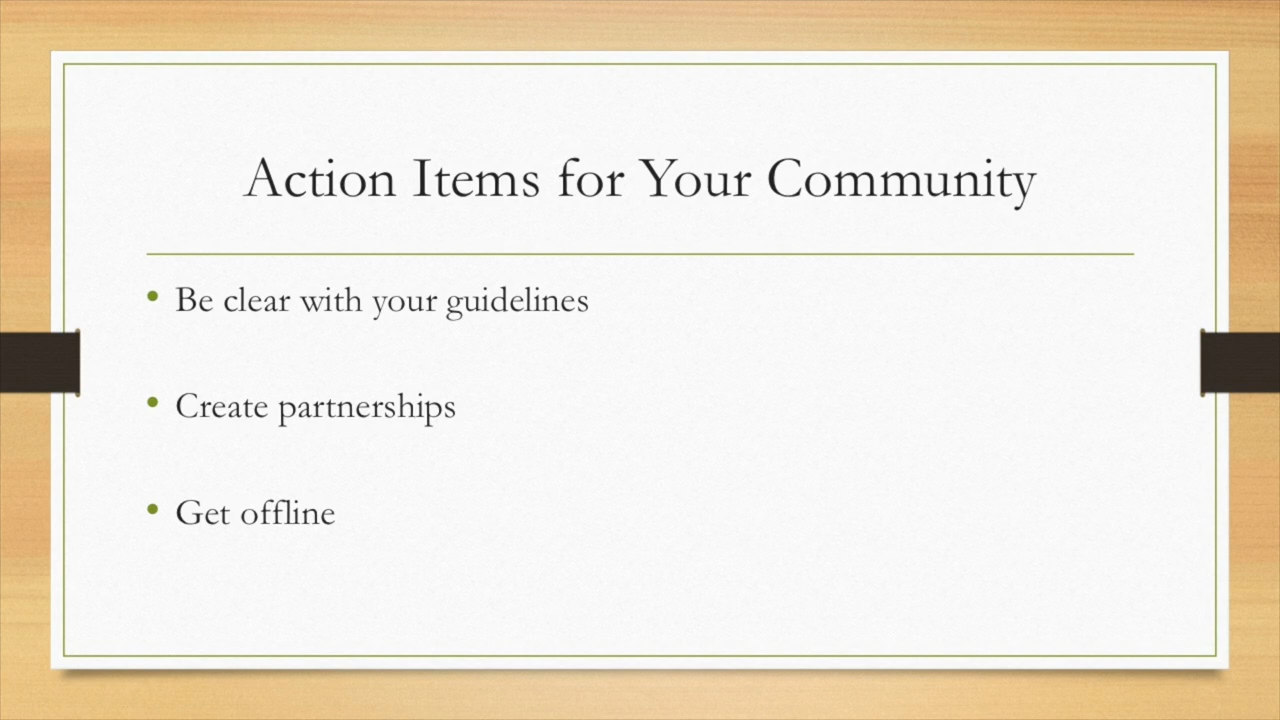 Action Items for Your Community
• Be clear with your guidelines
• Create partnerships
• Get offline